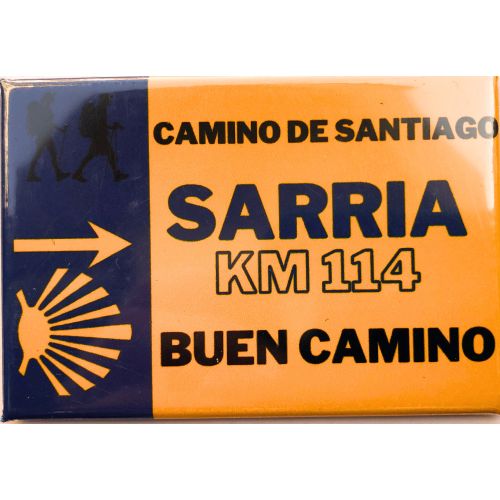 CAMINO DE SANTIAGO
SARRIA
KM 114
BUEN CAMINO